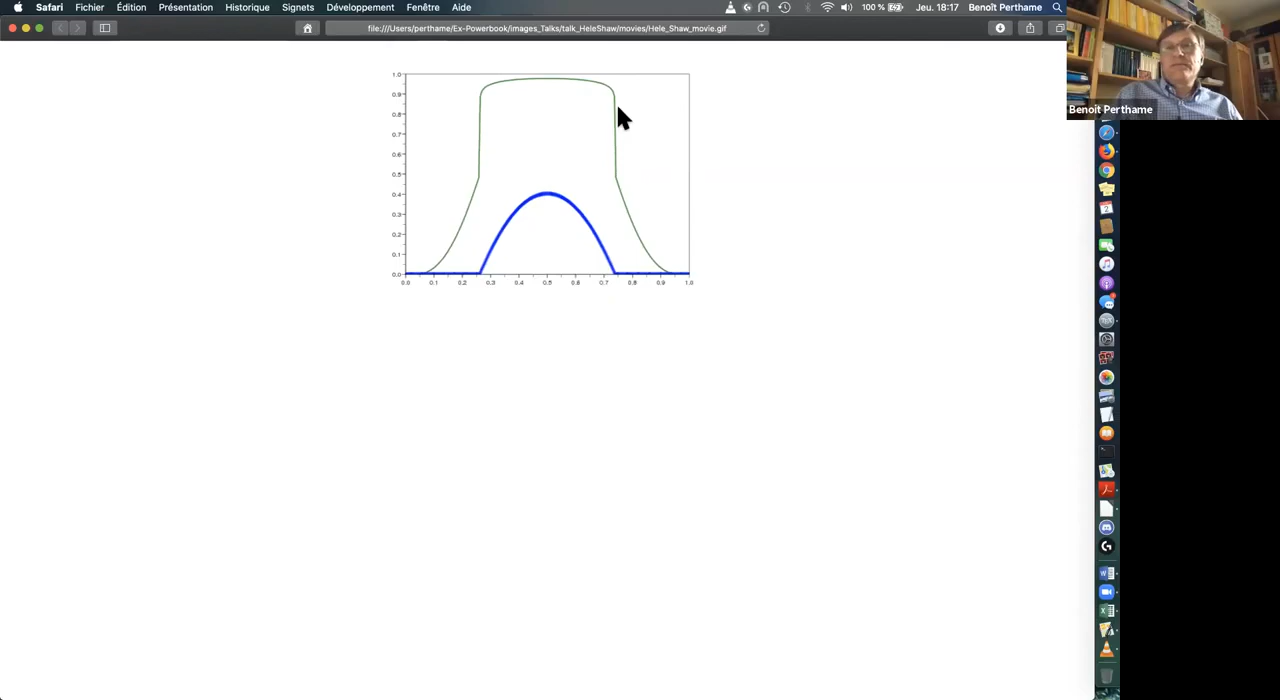 Safari Fichier Édition Présentation Historique Signets Développement Fenêtre Aide 100 % Jeu. 18:17 Benoît Perthame
file:///Users/perthame/Ex-Powerbook/images_Talks/talk_HeleShaw/movies/Hele_Shaw_movie.gif
Benoit Perthame
1.0
0.9
0.8
0.7
0.6
0.5
0.4
0.3
0.2
0.1
0.0
0.0 0.1 0.2 0.3 0.4 0.5 0.6 0.7 0.8 0.9 1.0